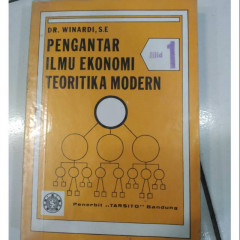 DR. WINARDI, S.E
PENGANTAR
ILMU EKONOMI
TEORITIKA MODERN
Jilid 1
Penerbit „TARSITO" Bandung